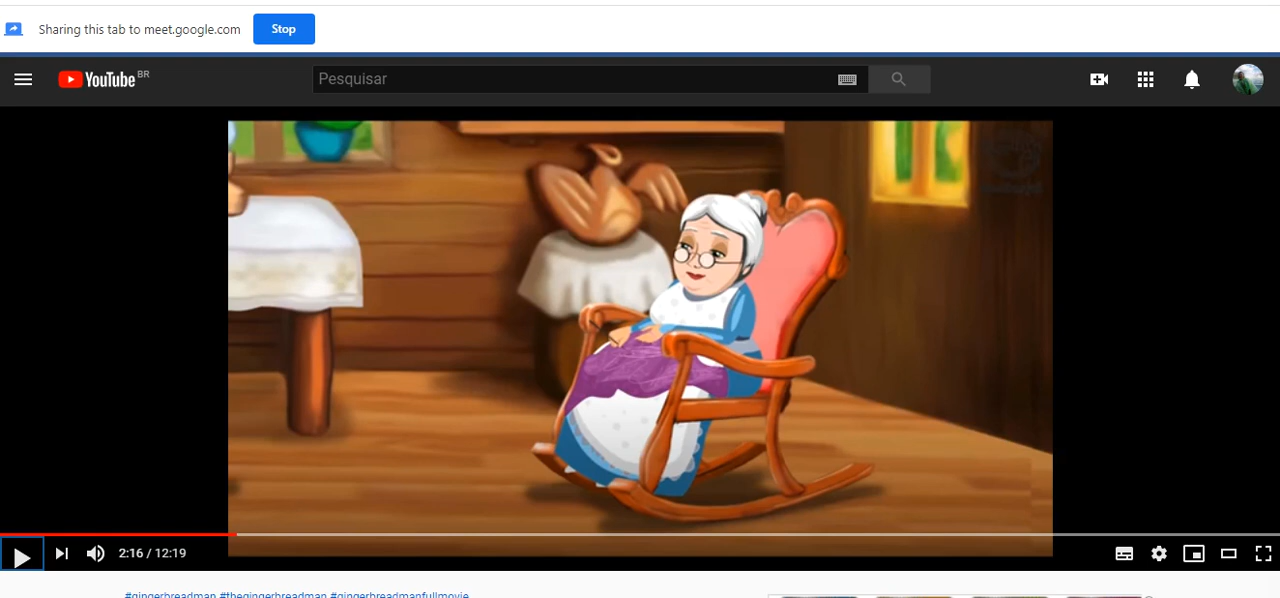 Sharing this tab to meet.google.com Stop
YouTube BR
Pesquisar
2:16 / 12:19
#gingerbreadman #thegingerbreadman #gingerbreadmanfullmovie